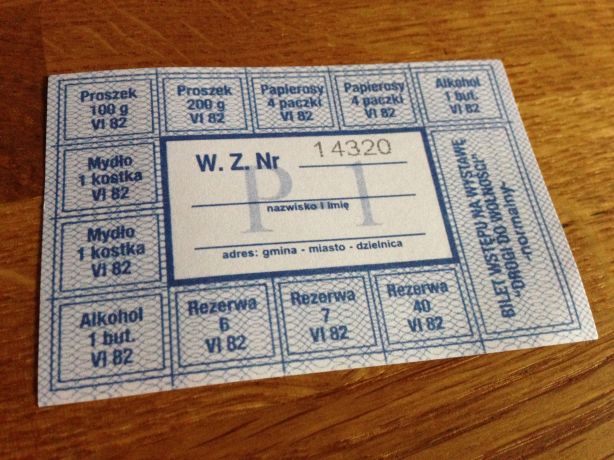 Proszek
100 g
VI 82
Proszek
200 g
VI 82
Papierosy
4 paczki
VI 82
Papierosy
4 paczki
VI 82
Alkohol
1 but.
VI 82
Mydło
1 kostka
VI 82
W. Z. Nr 14320
P I
nazwisko i imię
adres: gmina - miasto - dzielnica
BILET WSTĘPU NA WYSTAWĘ
"DROGI DO WOLNOŚCI"
-normalny-
Mydło
1 kostka
VI 82
Alkohol
1 but.
VI 82
Rezerwa
6
VI 82
Rezerwa
7
VI 82
Rezerwa
40
VI 82